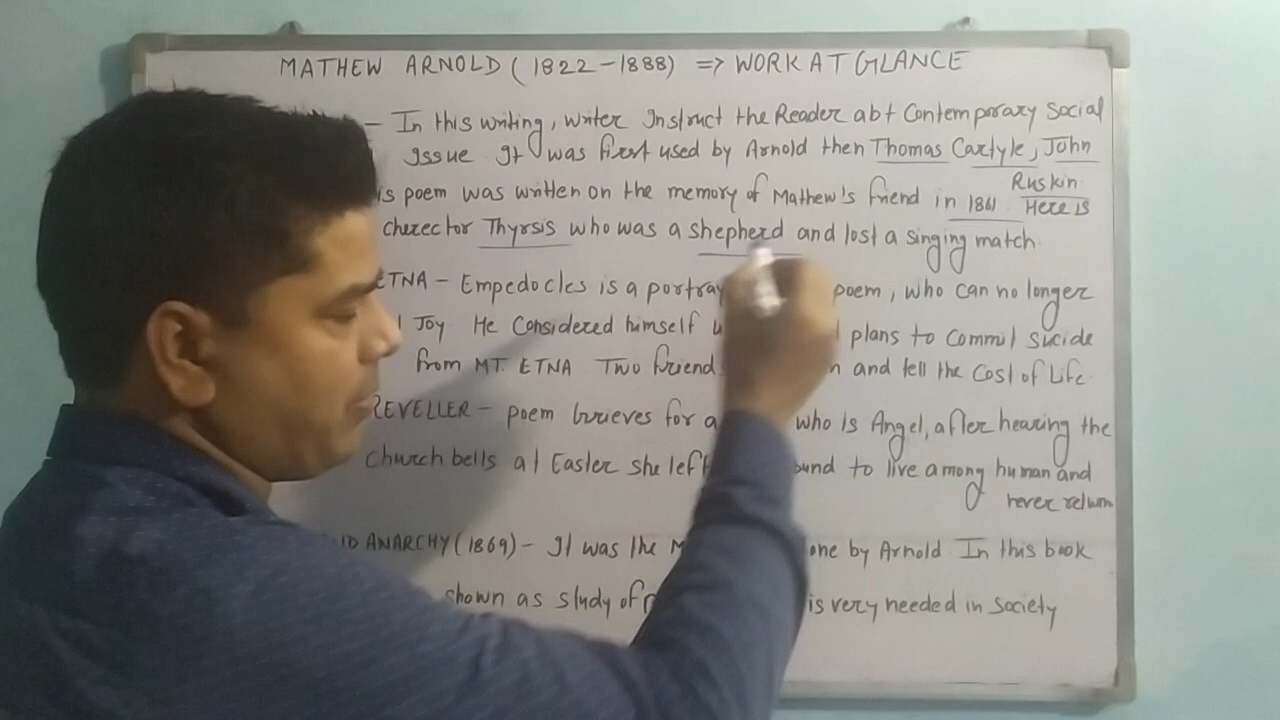 MATHEW ARNOLD (1822-1888) => WORK AT GLANCE
- In this writing, writer Instruct the Reader abt Contemporary Social
Issue It was first used by Arnold then Thomas Carlyle, John
Ruskin
is poem was written on the memory of Mathew's friend in 1861. Here is
cherector Thyrsis who was a shepherd and lost a singing match.
ETNA - Empedocles is a portray poem, who can no longer
Joy He Considered himself plans to commit sucide
from MT. ETNA Two friend and tell the Cost of Life.
REVELLER - poem for a who is Angel, after hearing the
church bells at Easter she left to live among human and
never return
ANARCHY (1869) - It was the one by Arnold In this book
shown as study of is very needed in Society